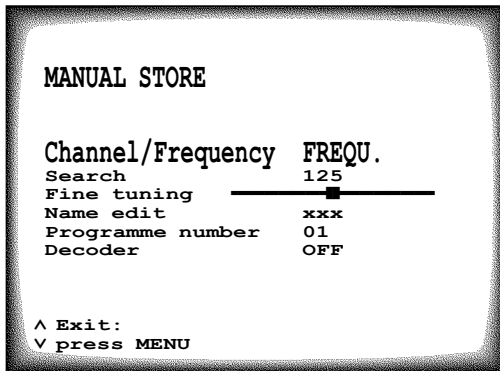 MANUAL STORE
Channel/Frequency FREQU.
Search 125
Fine tuning
Name edit xxx
Programme number 01
Decoder OFF
∧ Exit:
∨ press MENU